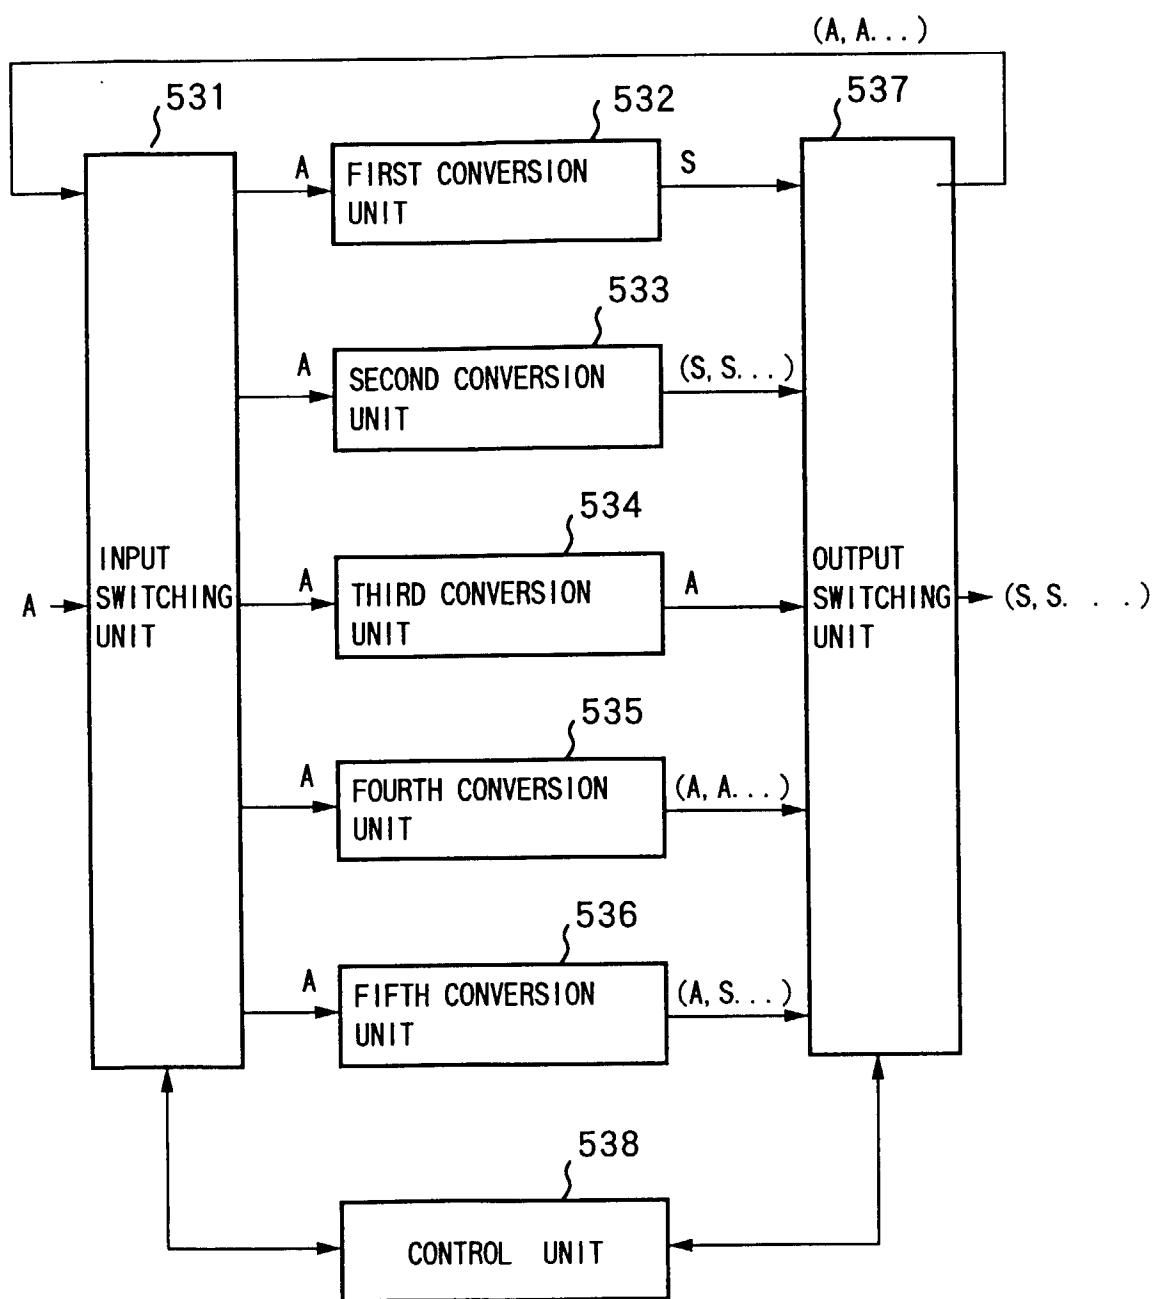 (A, A...)
531
532
537
A
FIRST CONVERSION
UNIT
S
533
A
SECOND CONVERSION
UNIT
(S, S...)
534
A
THIRD CONVERSION
UNIT
A
A
INPUT
SWITCHING
UNIT
OUTPUT
SWITCHING
UNIT
(S, S. . .)
535
A
FOURTH CONVERSION
UNIT
(A, A...)
536
A
FIFTH CONVERSION
UNIT
(A, S...)
538
CONTROL UNIT